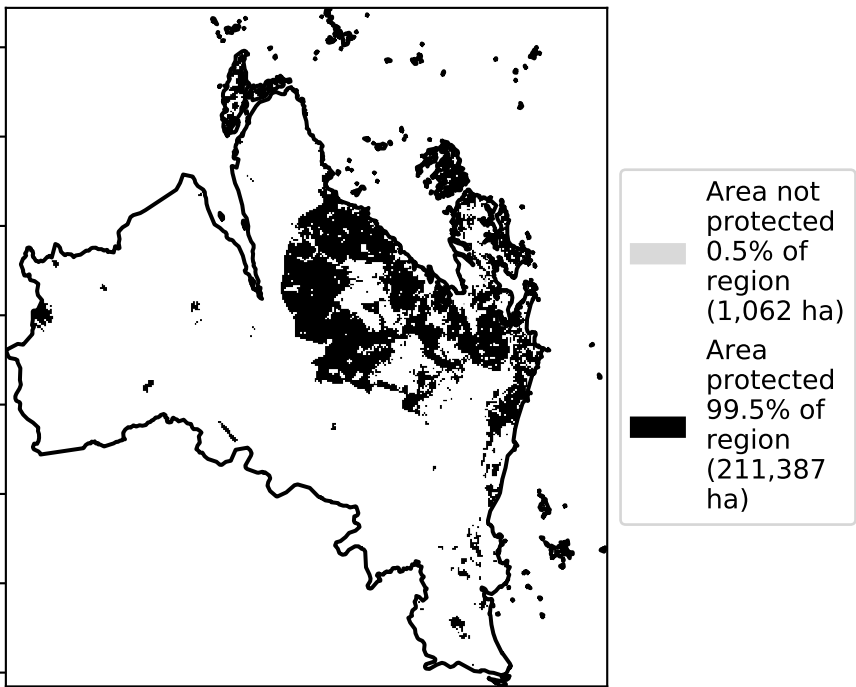 Area not
protected
0.5% of
region
(1,062 ha)
Area
protected
99.5% of
region
(211,387
ha)